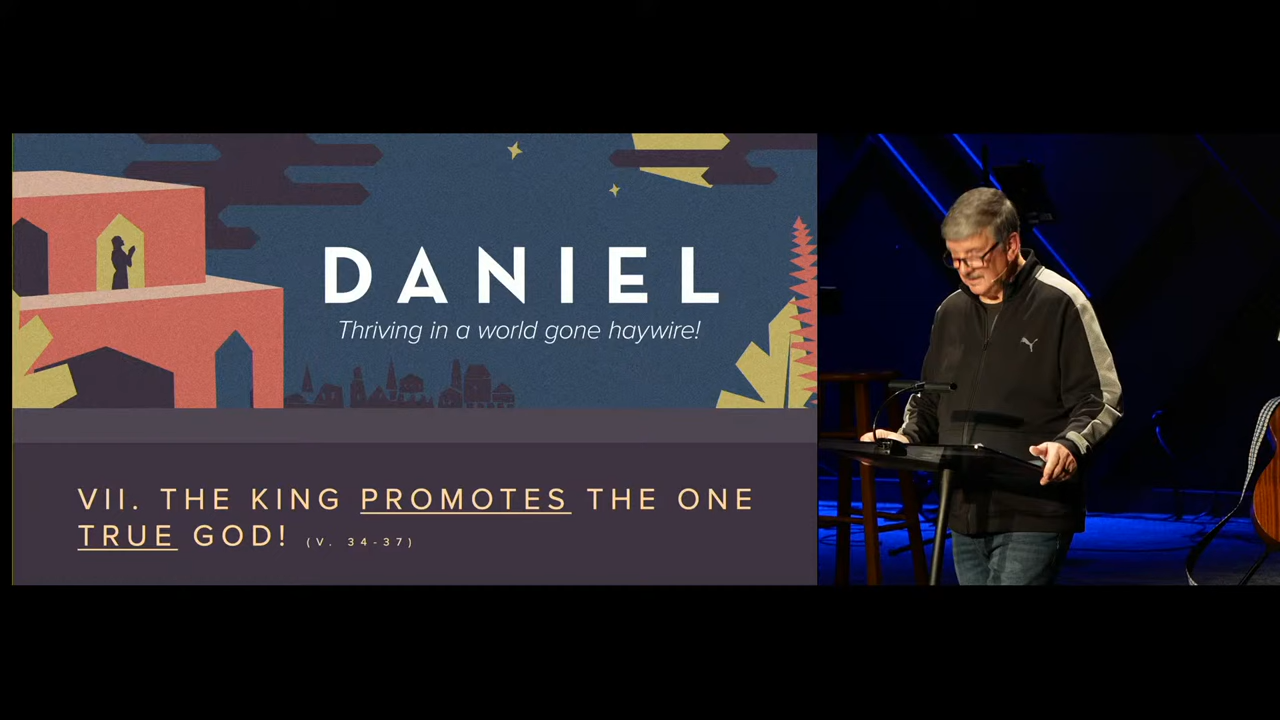 DANIEL
Thriving in a world gone haywire!
VII. THE KING PROMOTES THE ONE
TRUE GOD! (V. 34-37)